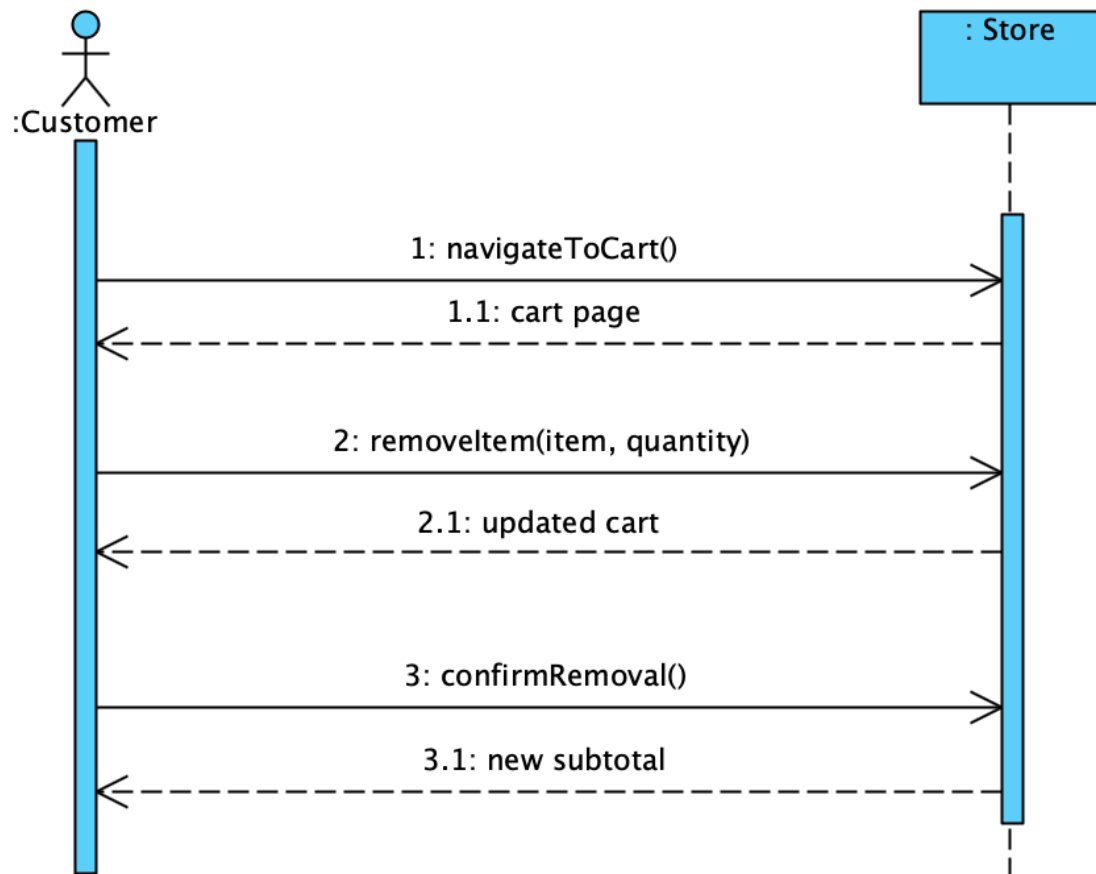 : Store
:Customer
1: navigateToCart()
1.1: cart page
2: removeItem(item, quantity)
2.1: updated cart
3: confirmRemoval()
3.1: new subtotal